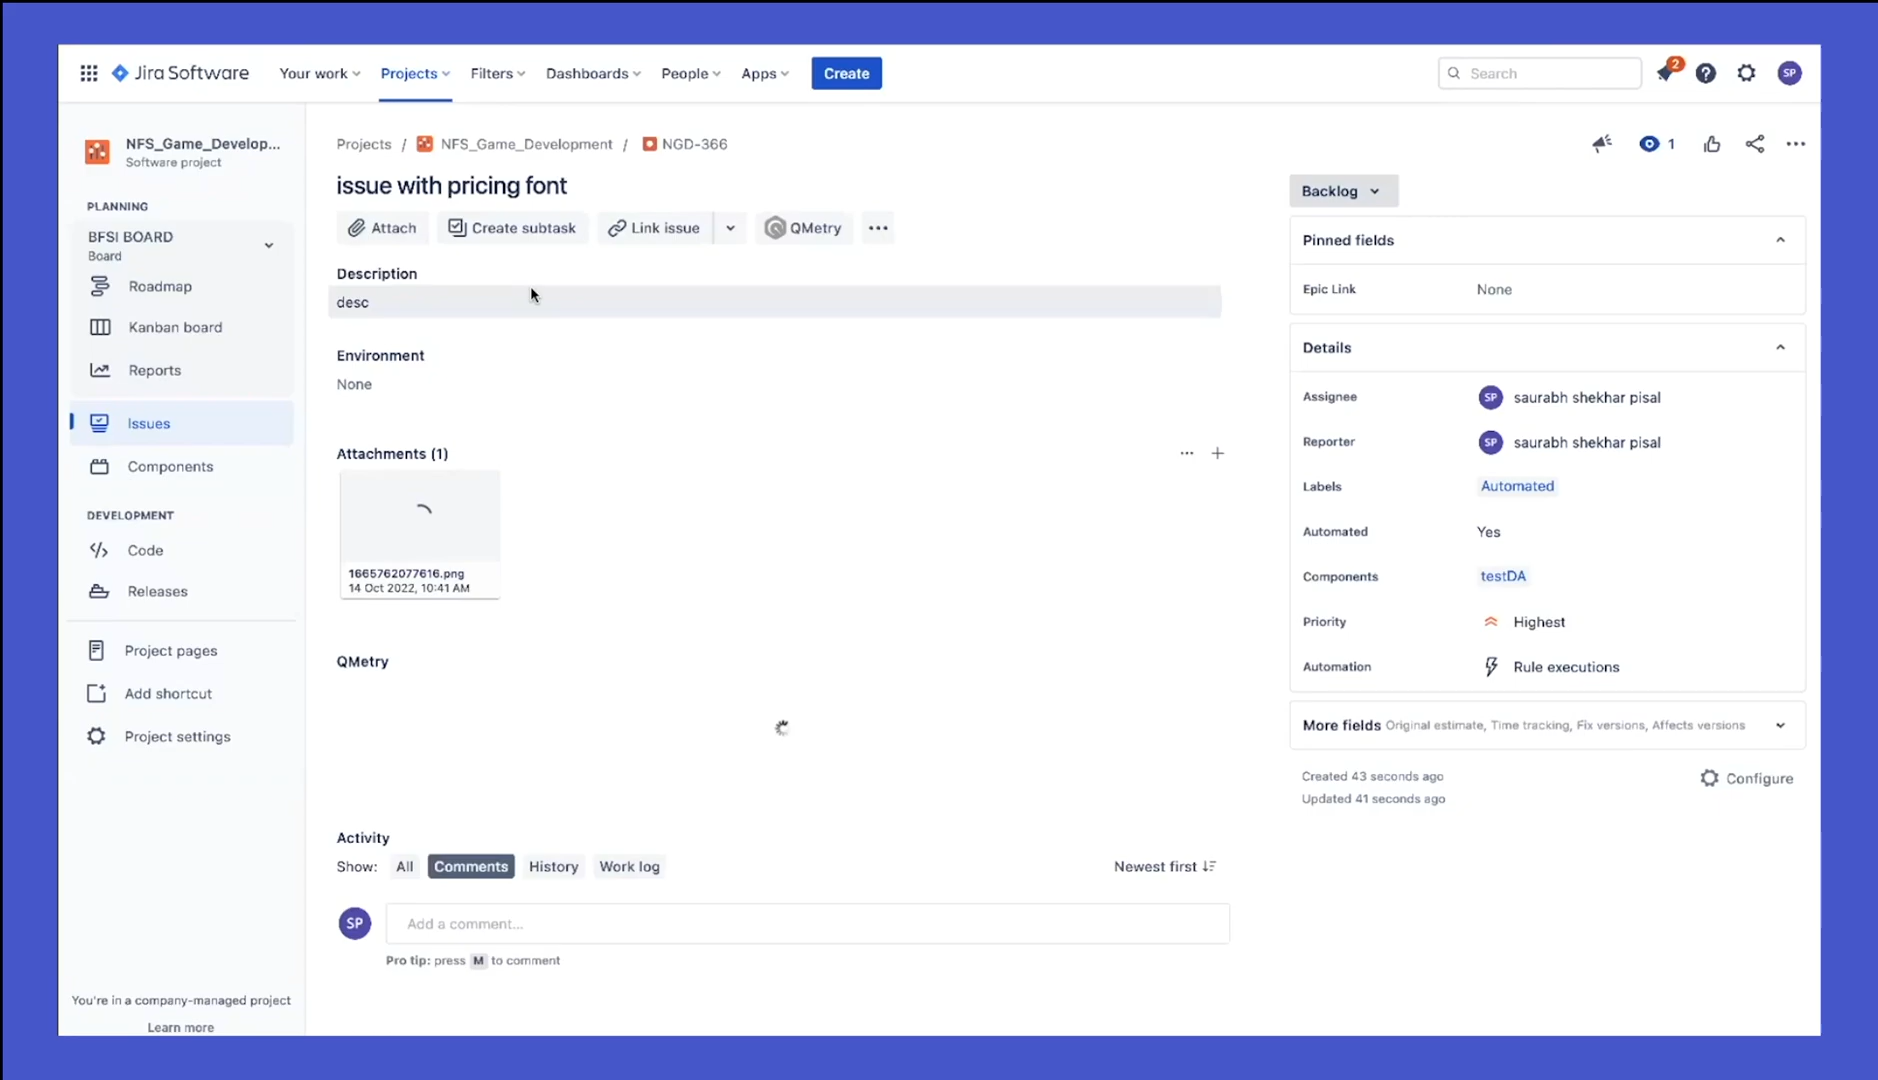 Jira Software Your work Projects Filters Dashboards People Apps Create Search 2 SP
NFS_Game_Develop...
Software project
PLANNING
BFSI BOARD
Board
Roadmap
Kanban board
Reports
Issues
Components
DEVELOPMENT
Code
Releases
Project pages
Add shortcut
Project settings
You're in a company-managed project
Learn more
Projects / NFS_Game_Development / NGD-366
1
issue with pricing font
Attach Create subtask Link issue QMetry
Description
desc
Environment
None
Attachments (1)
1665762077616.png
14 Oct 2022, 10:41 AM
QMetry
Activity
Show: All Comments History Work log Newest first
SP Add a comment...
Pro tip: press M to comment
Backlog
Pinned fields
Epic Link None
Details
Assignee SP saurabh shekhar pisal
Reporter SP saurabh shekhar pisal
Labels Automated
Automated Yes
Components testDA
Priority Highest
Automation Rule executions
More fields Original estimate, Time tracking, Fix versions, Affects versions
Created 43 seconds ago
Configure
Updated 41 seconds ago